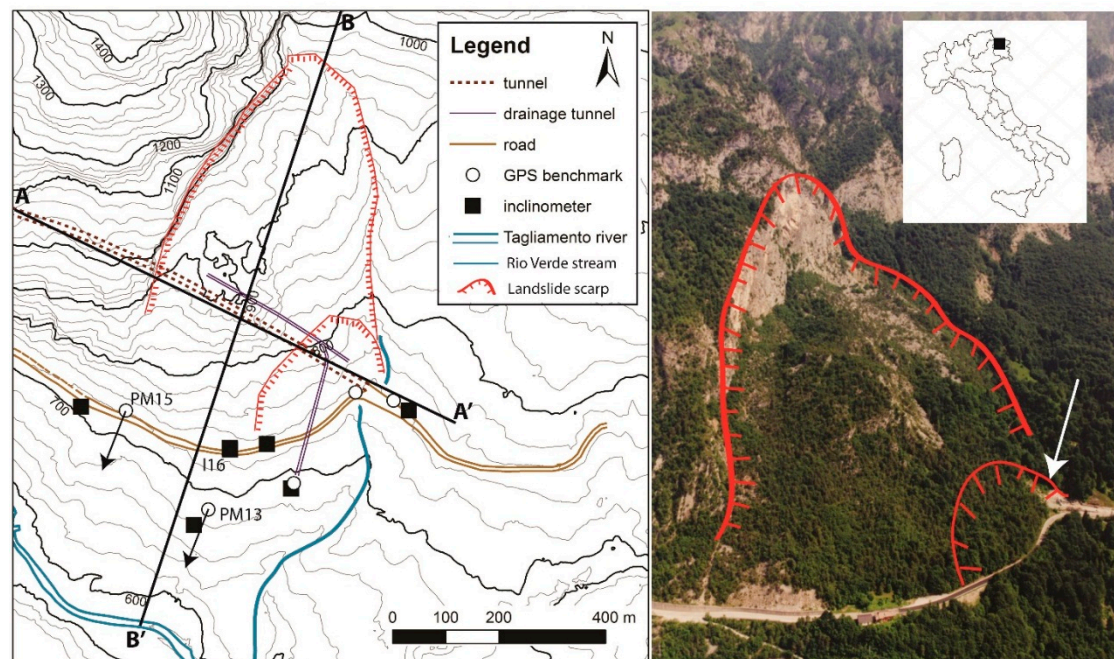 B
1000
1400
1300
1200
1100
A
Legend
N
tunnel
drainage tunnel
road
GPS benchmark
inclinometer
Tagliamento river
Rio Verde stream
Landslide scarp
700
PM15
A'
I16
PM13
600
B'
0 100 200 400 m